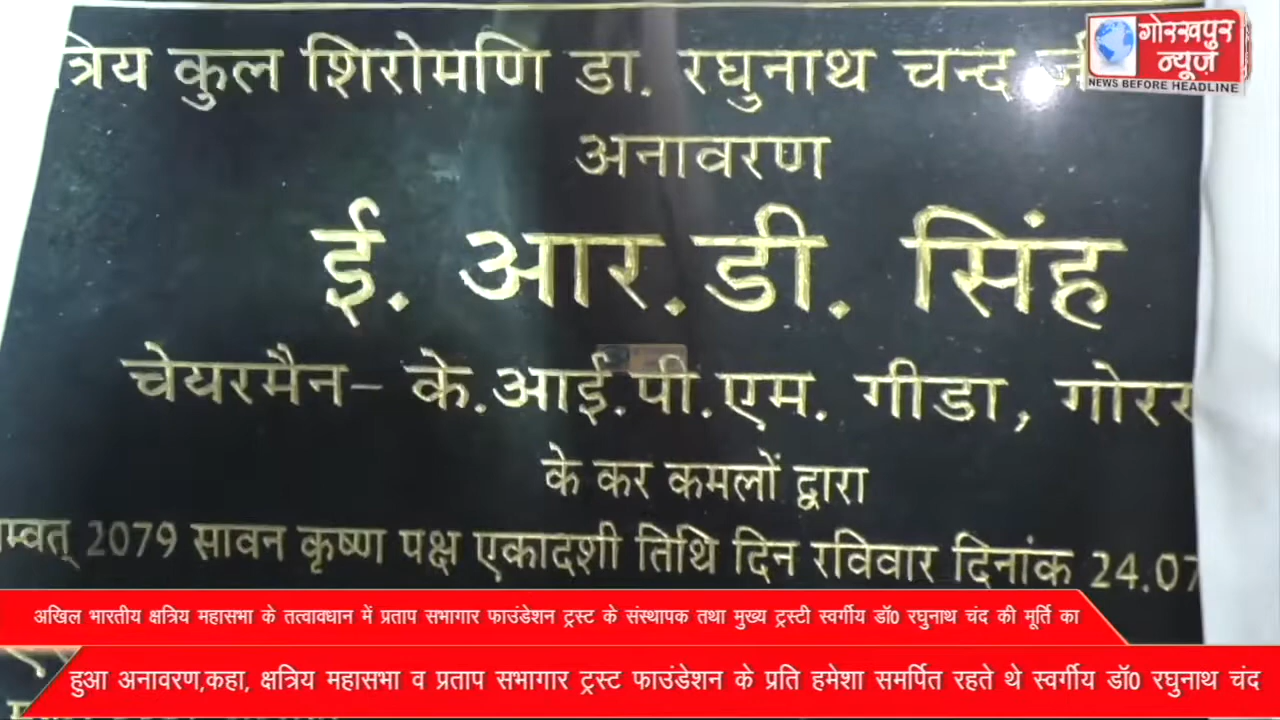 त्रिय कुल शिरोमणि डा. रघुनाथ चन्द
गोरखपुर
न्यूज़
NEWS BEFORE HEADLINE
अनावरण
ई. आर.डी. सिंह
चेयरमैन- के.आई.पी.एम. गीडा, गोरख
के कर कमलों द्वारा
म्वत् 2079 सावन कृष्ण पक्ष एकादशी तिथि दिन रविवार दिनांक 24.07
अखिल भारतीय क्षत्रिय महासभा के तत्वावधान में प्रताप सभागार फाउंडेशन ट्रस्ट के संस्थापक तथा मुख्य ट्रस्टी स्वर्गीय डॉ0 रघुनाथ चंद की मूर्ति का
हुआ अनावरण,कहा, क्षत्रिय महासभा व प्रताप सभागार ट्रस्ट फाउंडेशन के प्रति हमेशा समर्पित रहते थे स्वर्गीय डॉ0 रघुनाथ चंद